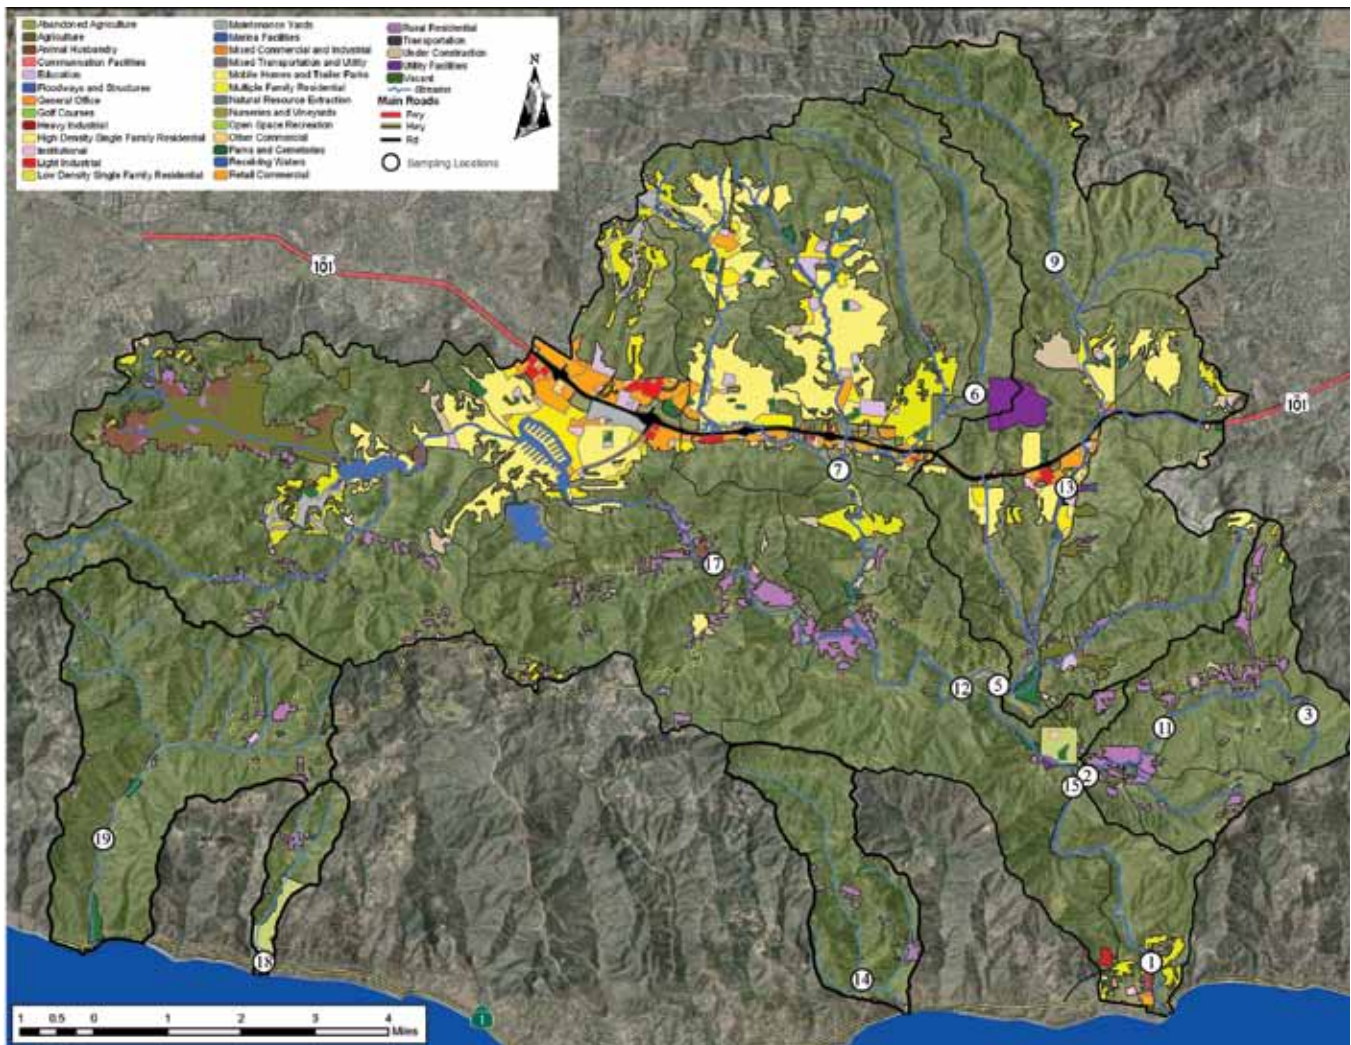 Abandoned Agriculture
Agriculture
Animal Husbandry
Communication Facilities
Education
Floodways and Structures
General Office
Golf Courses
Heavy Industrial
High Density Single Family Residential
Institutional
Light Industrial
Low Density Single Family Residential
Maintenance Yards
Marina Facilities
Mixed Commercial and Industrial
Mixed Transportation and Utility
Mobile Homes and Trailer Parks
Multiple Family Residential
Natural Resource Extraction
Nurseries and Vineyards
Open Space Recreation
Other Commercial
Parks and Cemeteries
Receiving Waters
Retail Commercial
Rural Residential
Transportation
Under Construction
Utility Facilities
Vacant
Streams
Main Roads
Fwy
Hwy
Rd
Sampling Locations
N
101
9
6
101
7
13
17
12
5
3
11
2
15
19
18
14
1
1 0.5 0 1 2 3 4
Miles
1